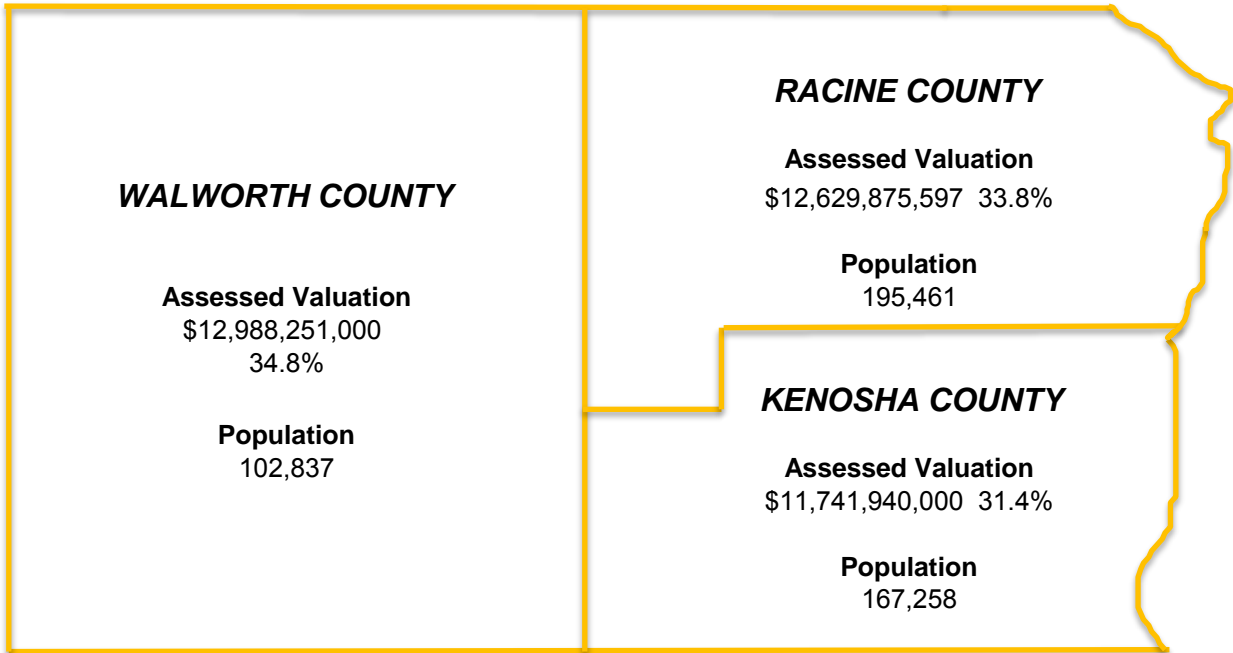 WALWORTH COUNTY
Assessed Valuation
$12,988,251,000
34.8%
Population
102,837
RACINE COUNTY
Assessed Valuation
$12,629,875,597 33.8%
Population
195,461
KENOSHA COUNTY
Assessed Valuation
$11,741,940,000 31.4%
Population
167,258